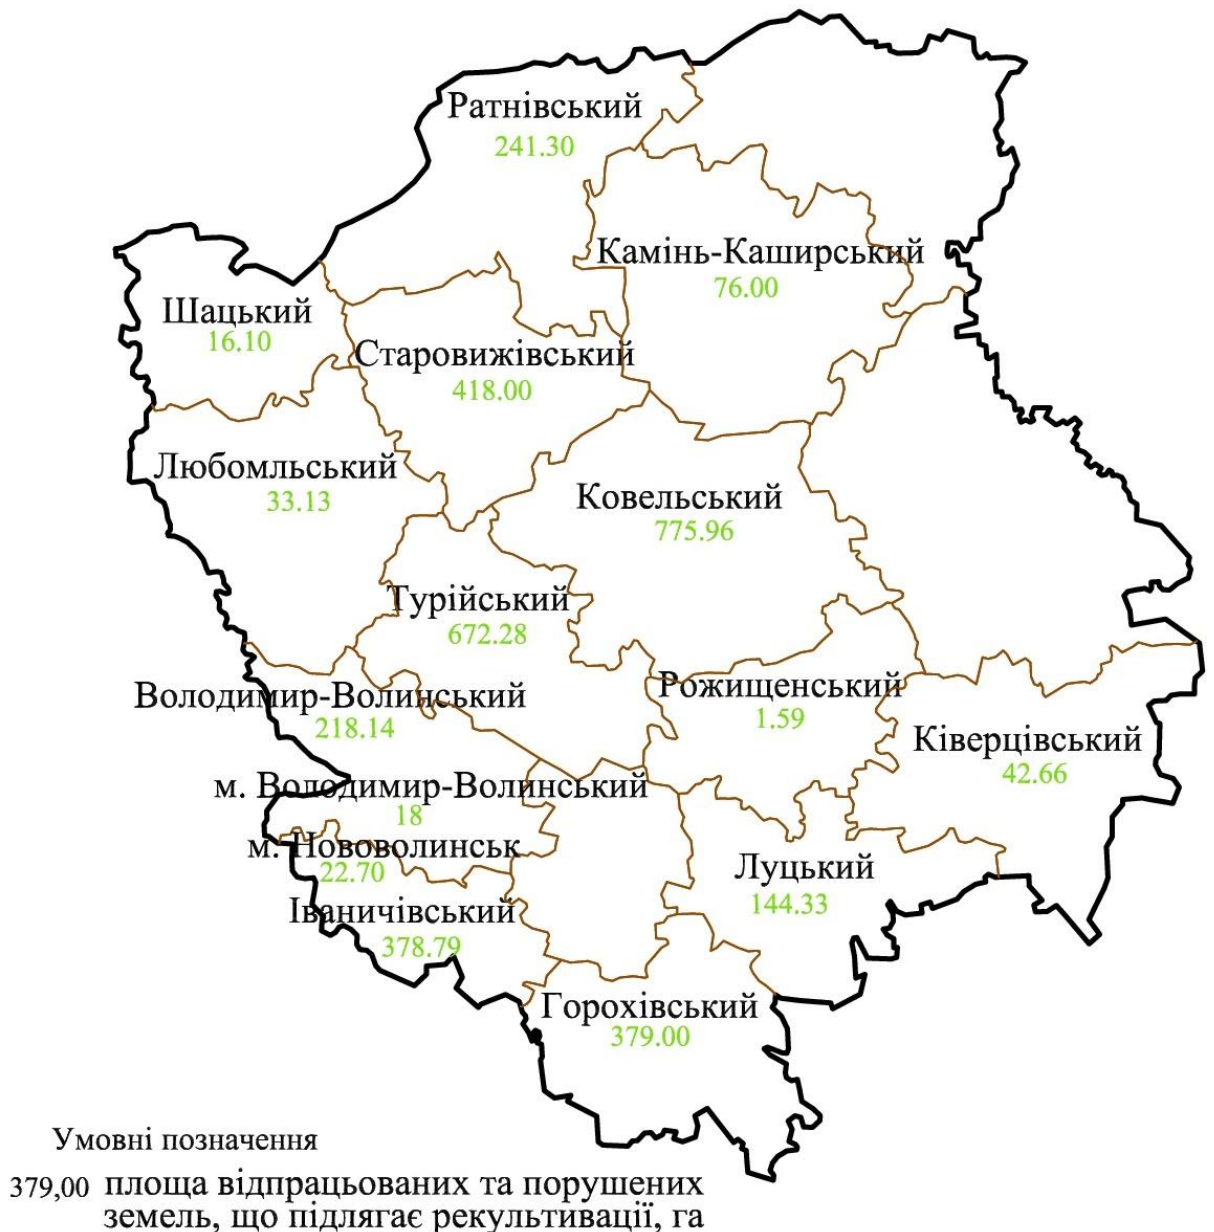 Ратнівський
241.30
Камінь-Каширський
76.00
Шацький
16.10
Старовижівський
418.00
Любомльський
33.13
Ковельський
775.96
Турійський
672.28
Володимир-Волинський
218.14
Рожищенський
1.59
Ківерцівський
42.66
м. Володимир-Волинський
18
м. Нововолинськ
22.70
Луцький
144.33
Іваничівський
378.79
Горохівський
379.00
Умовні позначення
379,00 площа відпрацьованих та порушених
земель, що підлягає рекультивації, га